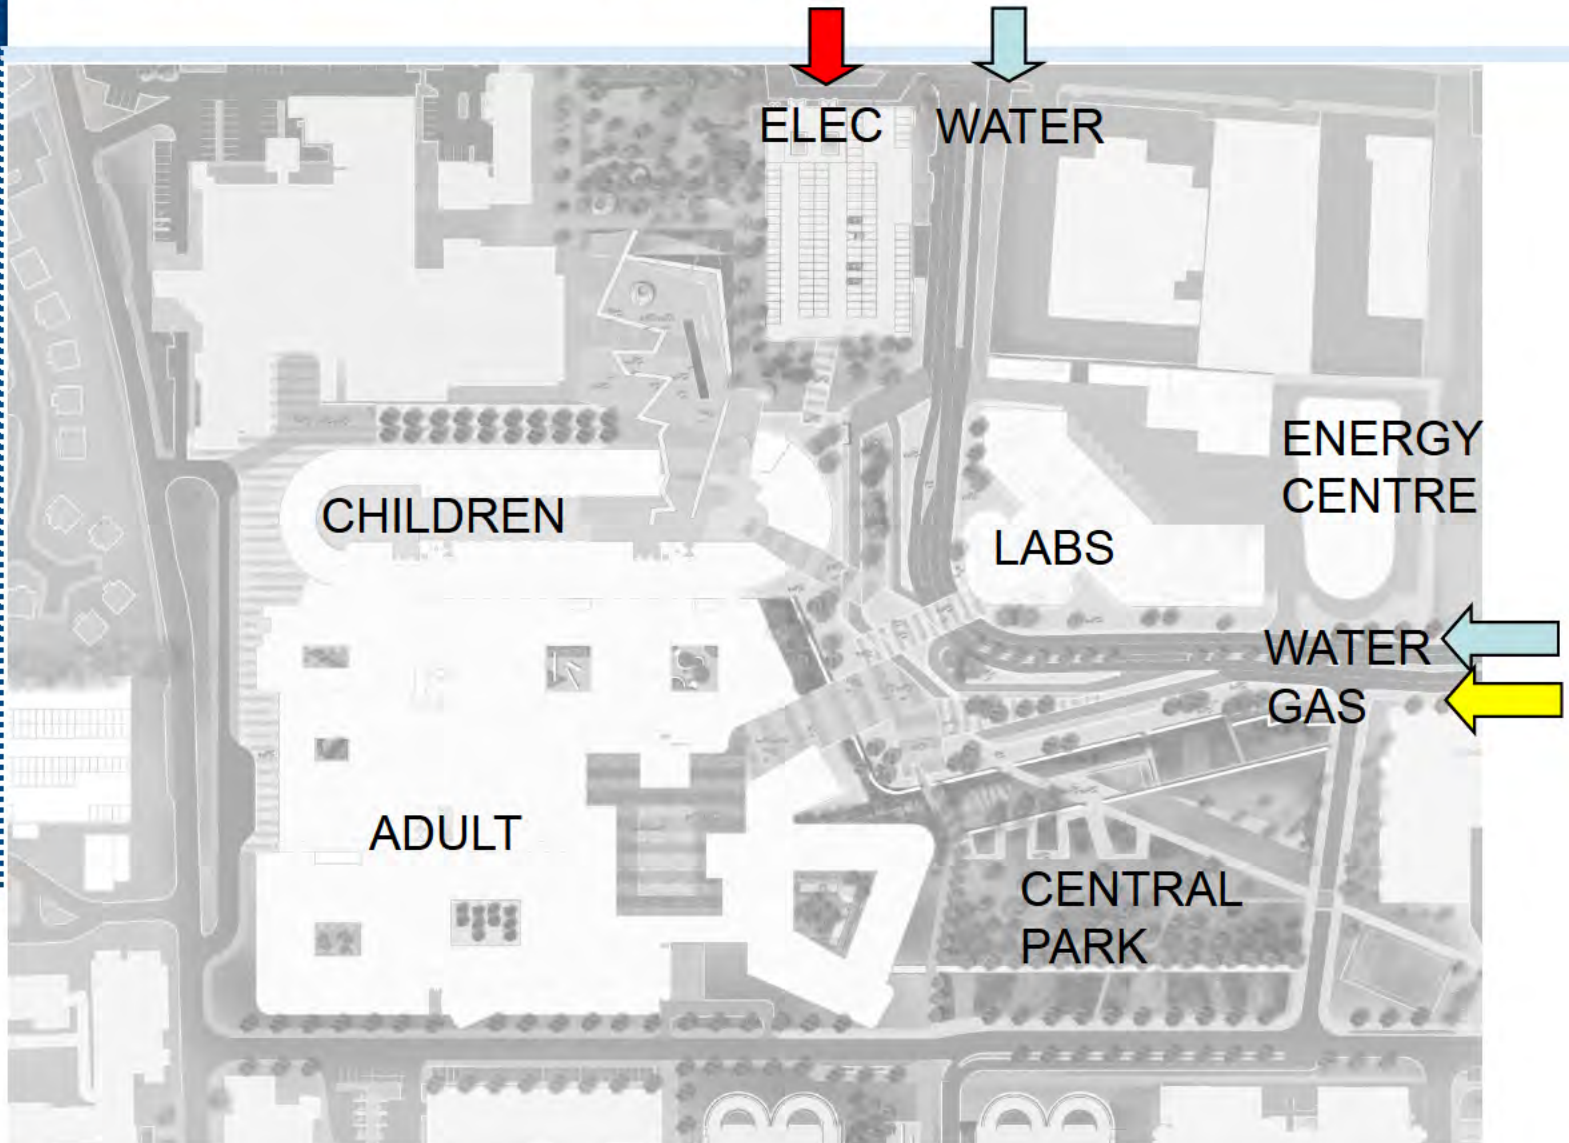 ELEC
WATER
CHILDREN
ENERGY
CENTRE
LABS
WATER
GAS
ADULT
CENTRAL
PARK